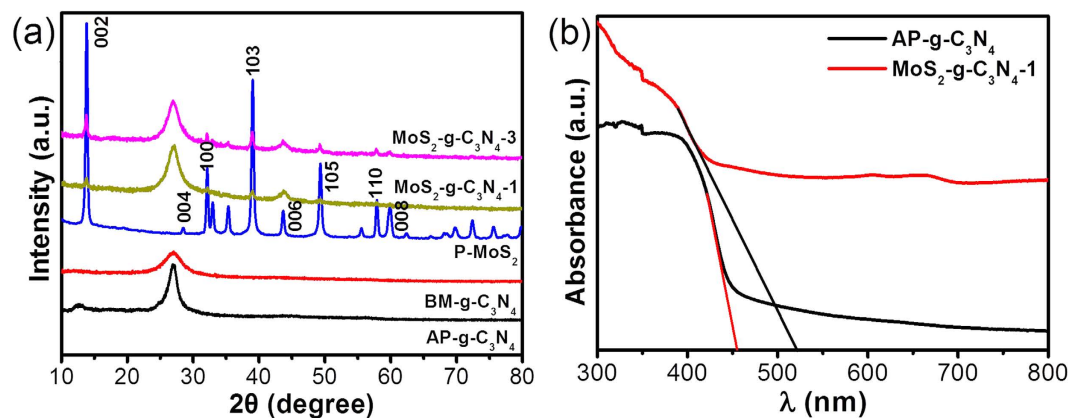 (a)
Intensity (a.u.)
002
004
100
103
006
105
110
008
MoS₂-g-C₃N₄-3
MoS₂-g-C₃N₄-1
P-MoS₂
BM-g-C₃N₄
AP-g-C₃N₄
10 20 30 40 50 60 70 80
2θ (degree)
(b)
Absorbance (a.u.)
AP-g-C₃N₄
MoS₂-g-C₃N₄-1
300 400 500 600 700 800
λ (nm)